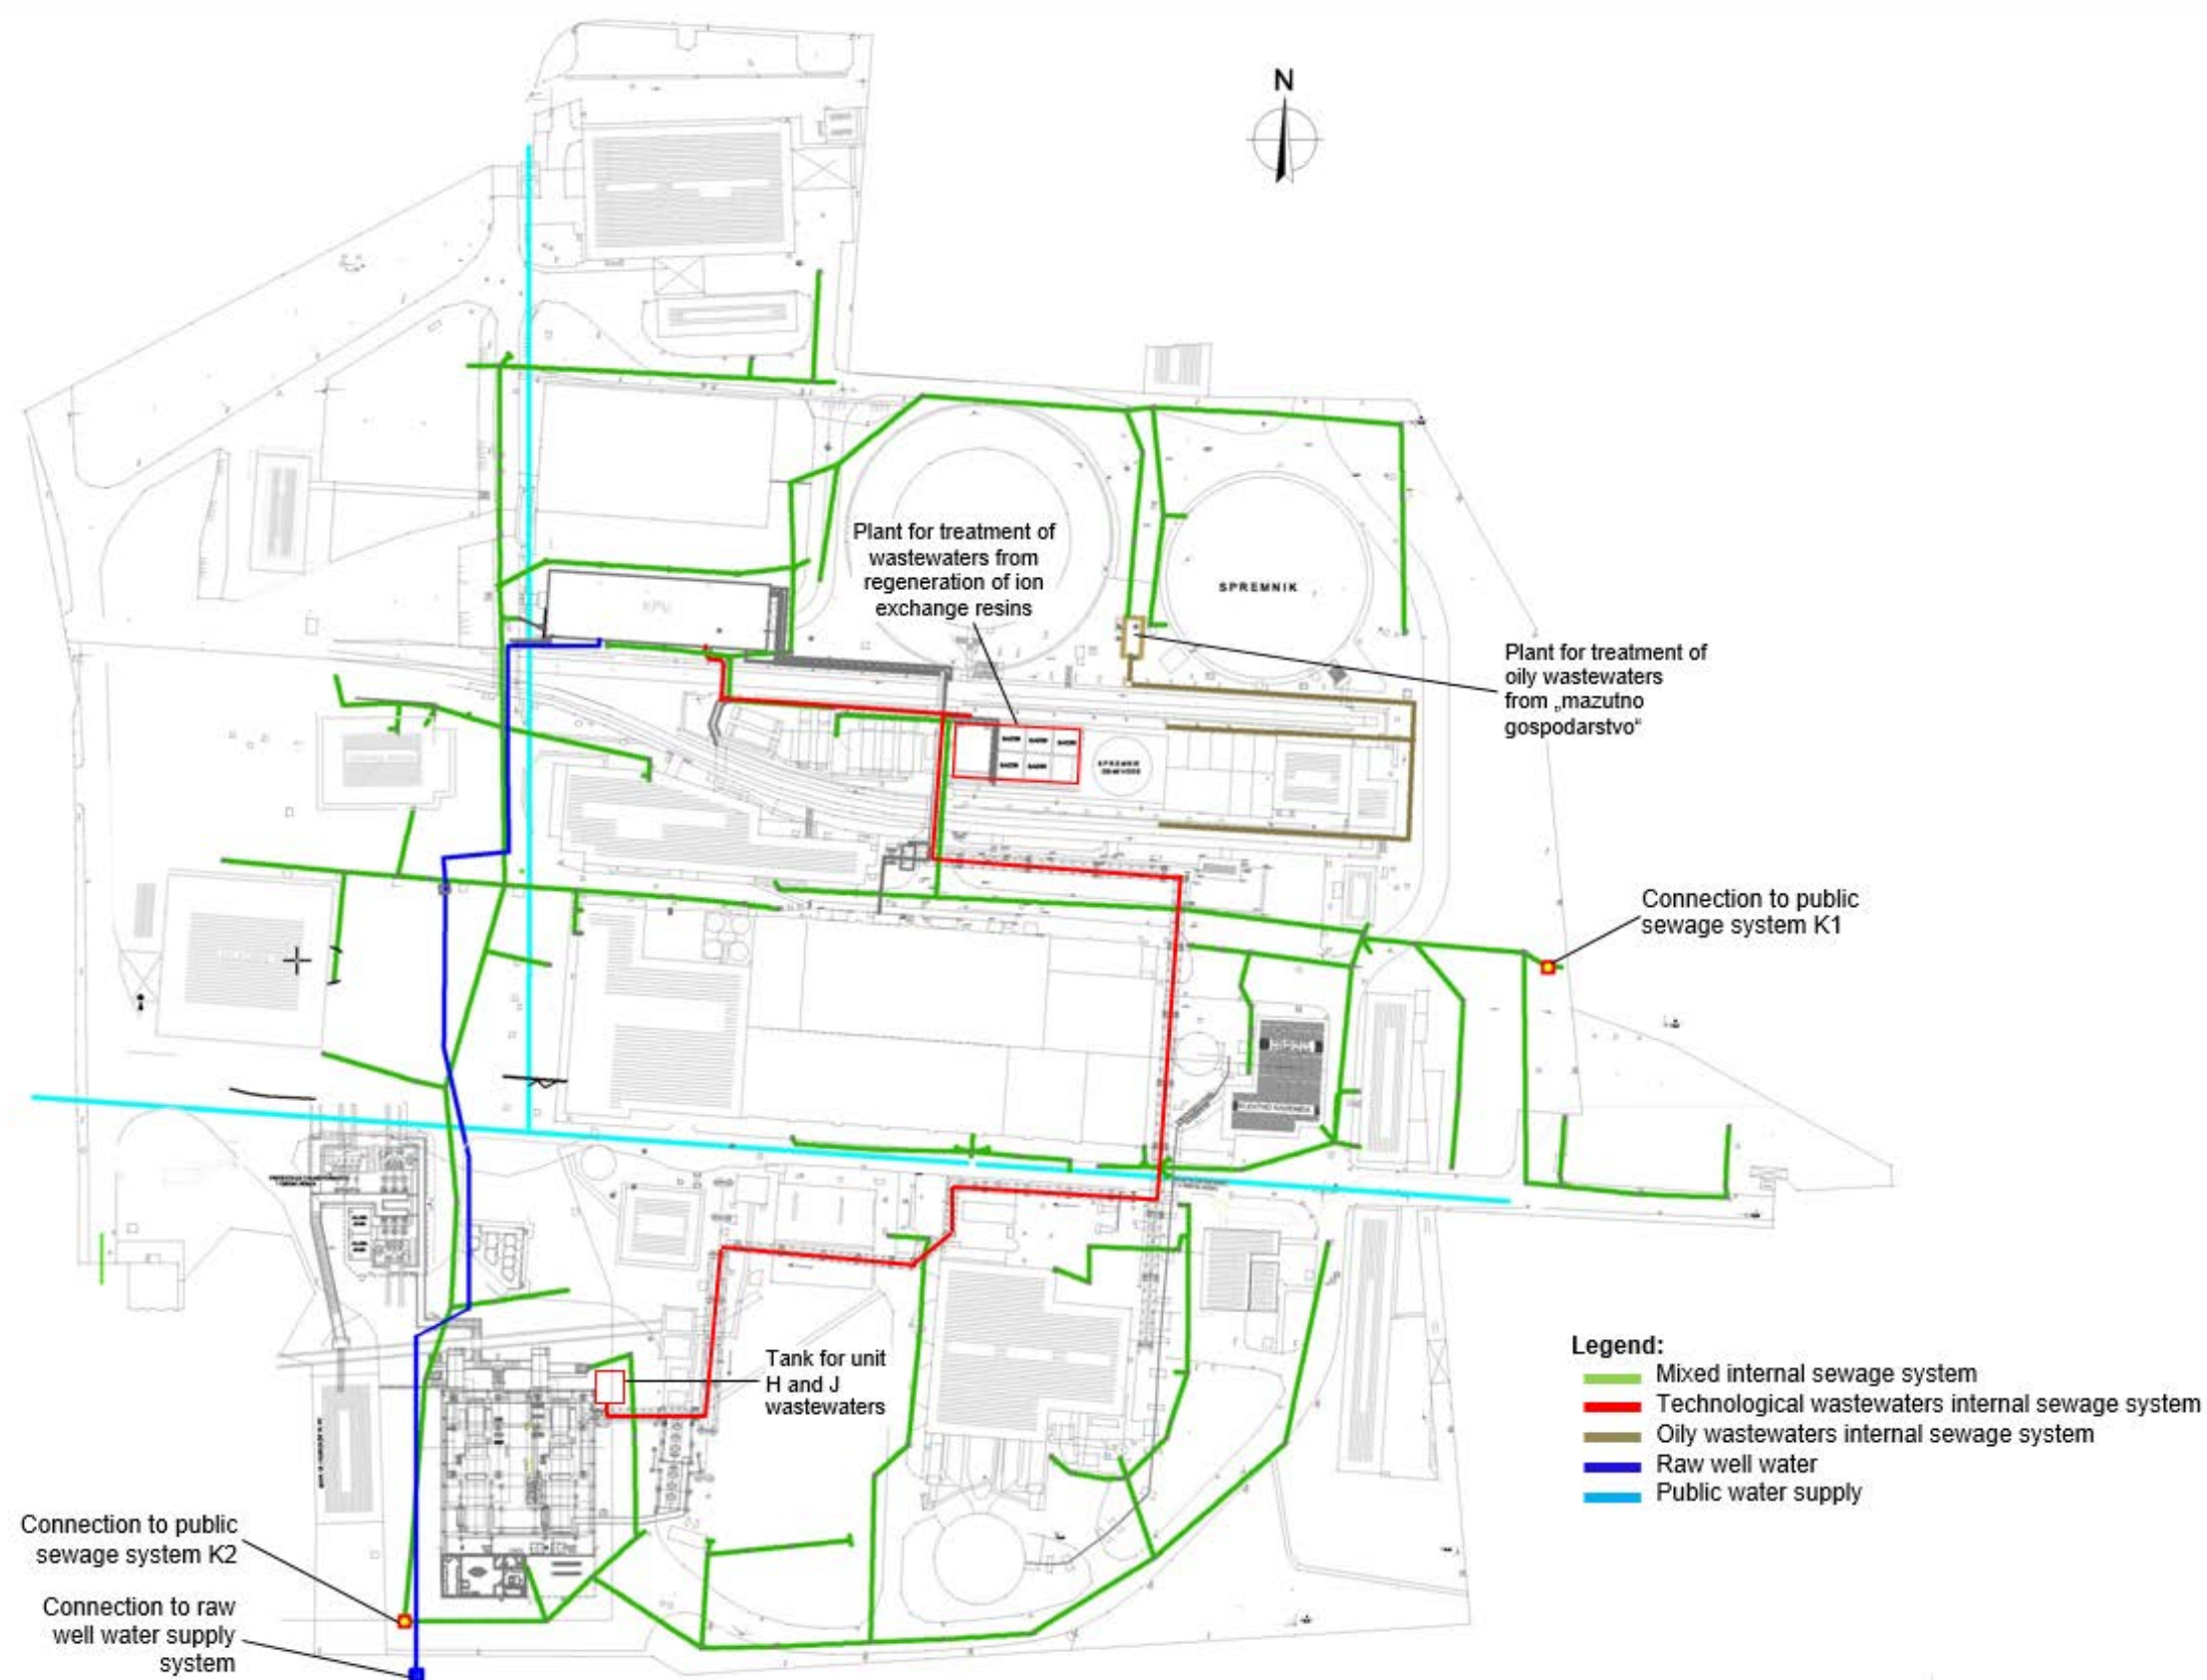 N
Plant for treatment of
wastewaters from
regeneration of ion
exchange resins
SPREMNIK
KPV
Plant for treatment of
oily wastewaters
from „mazutno
gospodarstvo“
SPREMNIK
Connection to public
sewage system K1
Tank for unit
H and J
wastewaters
Connection to public
sewage system K2
Connection to raw
well water supply
system
Legend:
Mixed internal sewage system
Technological wastewaters internal sewage system
Oily wastewaters internal sewage system
Raw well water
Public water supply